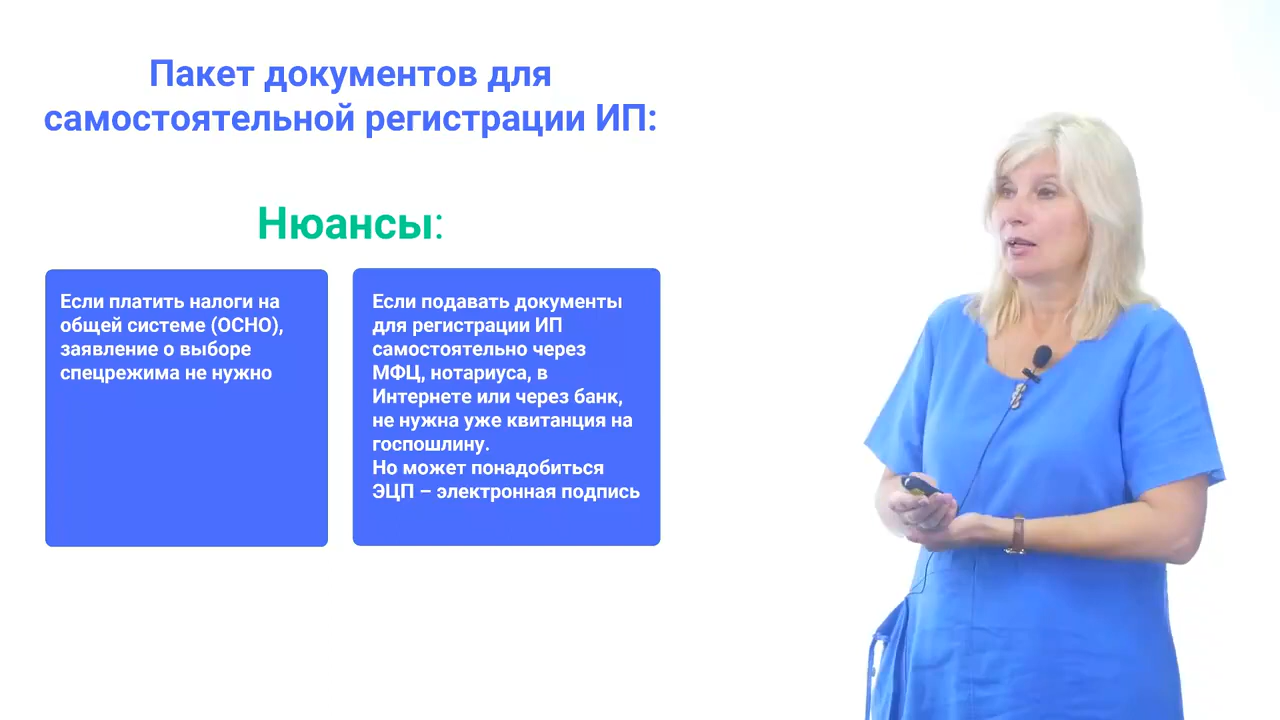 Пакет документов для
самостоятельной регистрации ИП:
Нюансы:
Если платить налоги на
общей системе (ОСНО),
заявление о выборе
спецрежима не нужно
Если подавать документы
для регистрации ИП
самостоятельно через
МФЦ, нотариуса, в
Интернете или через банк,
не нужна уже квитанция на
госпошлину.
Но может понадобиться
ЭЦП – электронная подпись